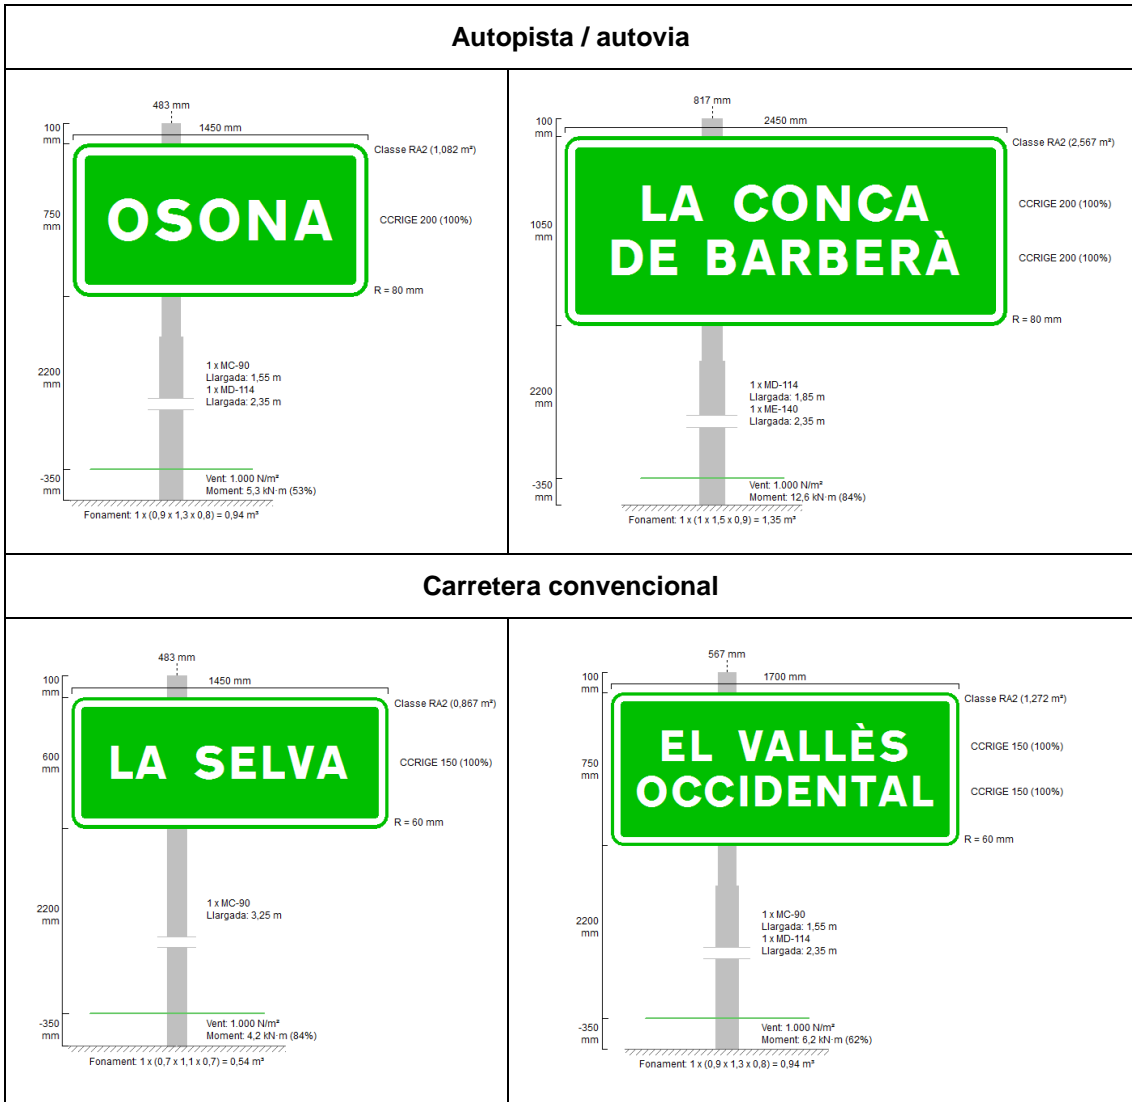 Autopista / autovia
483 mm
100
mm
1450 mm
Classe RA2 (1,082 m²)
750
mm
OSONA
CCRIGE 200 (100%)
R = 80 mm
2200
mm
1 x MC-90
Llargada: 1,55 m
1 x MD-114
Llargada: 2,35 m
-350
mm
Vent: 1.000 N/m²
Moment: 5,3 kN·m (53%)
Fonament: 1 x (0,9 x 1,3 x 0,8) = 0,94 m³
817 mm
100
mm
2450 mm
Classe RA2 (2,567 m²)
1050
mm
LA CONCA
DE BARBERÀ
CCRIGE 200 (100%)
CCRIGE 200 (100%)
R = 80 mm
2200
mm
1 x MD-114
Llargada: 1,85 m
1 x ME-140
Llargada: 2,35 m
-350
mm
Vent: 1.000 N/m²
Moment: 12,6 kN·m (84%)
Fonament: 1 x (1 x 1,5 x 0,9) = 1,35 m³
Carretera convencional
483 mm
100
mm
1450 mm
Classe RA2 (0,867 m²)
600
mm
LA SELVA
CCRIGE 150 (100%)
R = 60 mm
2200
mm
1 x MC-90
Llargada: 3,25 m
-350
mm
Vent: 1.000 N/m²
Moment: 4,2 kN·m (84%)
Fonament: 1 x (0,7 x 1,1 x 0,7) = 0,54 m³
567 mm
100
mm
1700 mm
Classe RA2 (1,272 m²)
750
mm
EL VALLÈS
OCCIDENTAL
CCRIGE 150 (100%)
CCRIGE 150 (100%)
R = 60 mm
2200
mm
1 x MC-90
Llargada: 1,55 m
1 x MD-114
Llargada: 2,35 m
-350
mm
Vent: 1.000 N/m²
Moment: 6,2 kN·m (62%)
Fonament: 1 x (0,9 x 1,3 x 0,8) = 0,94 m³